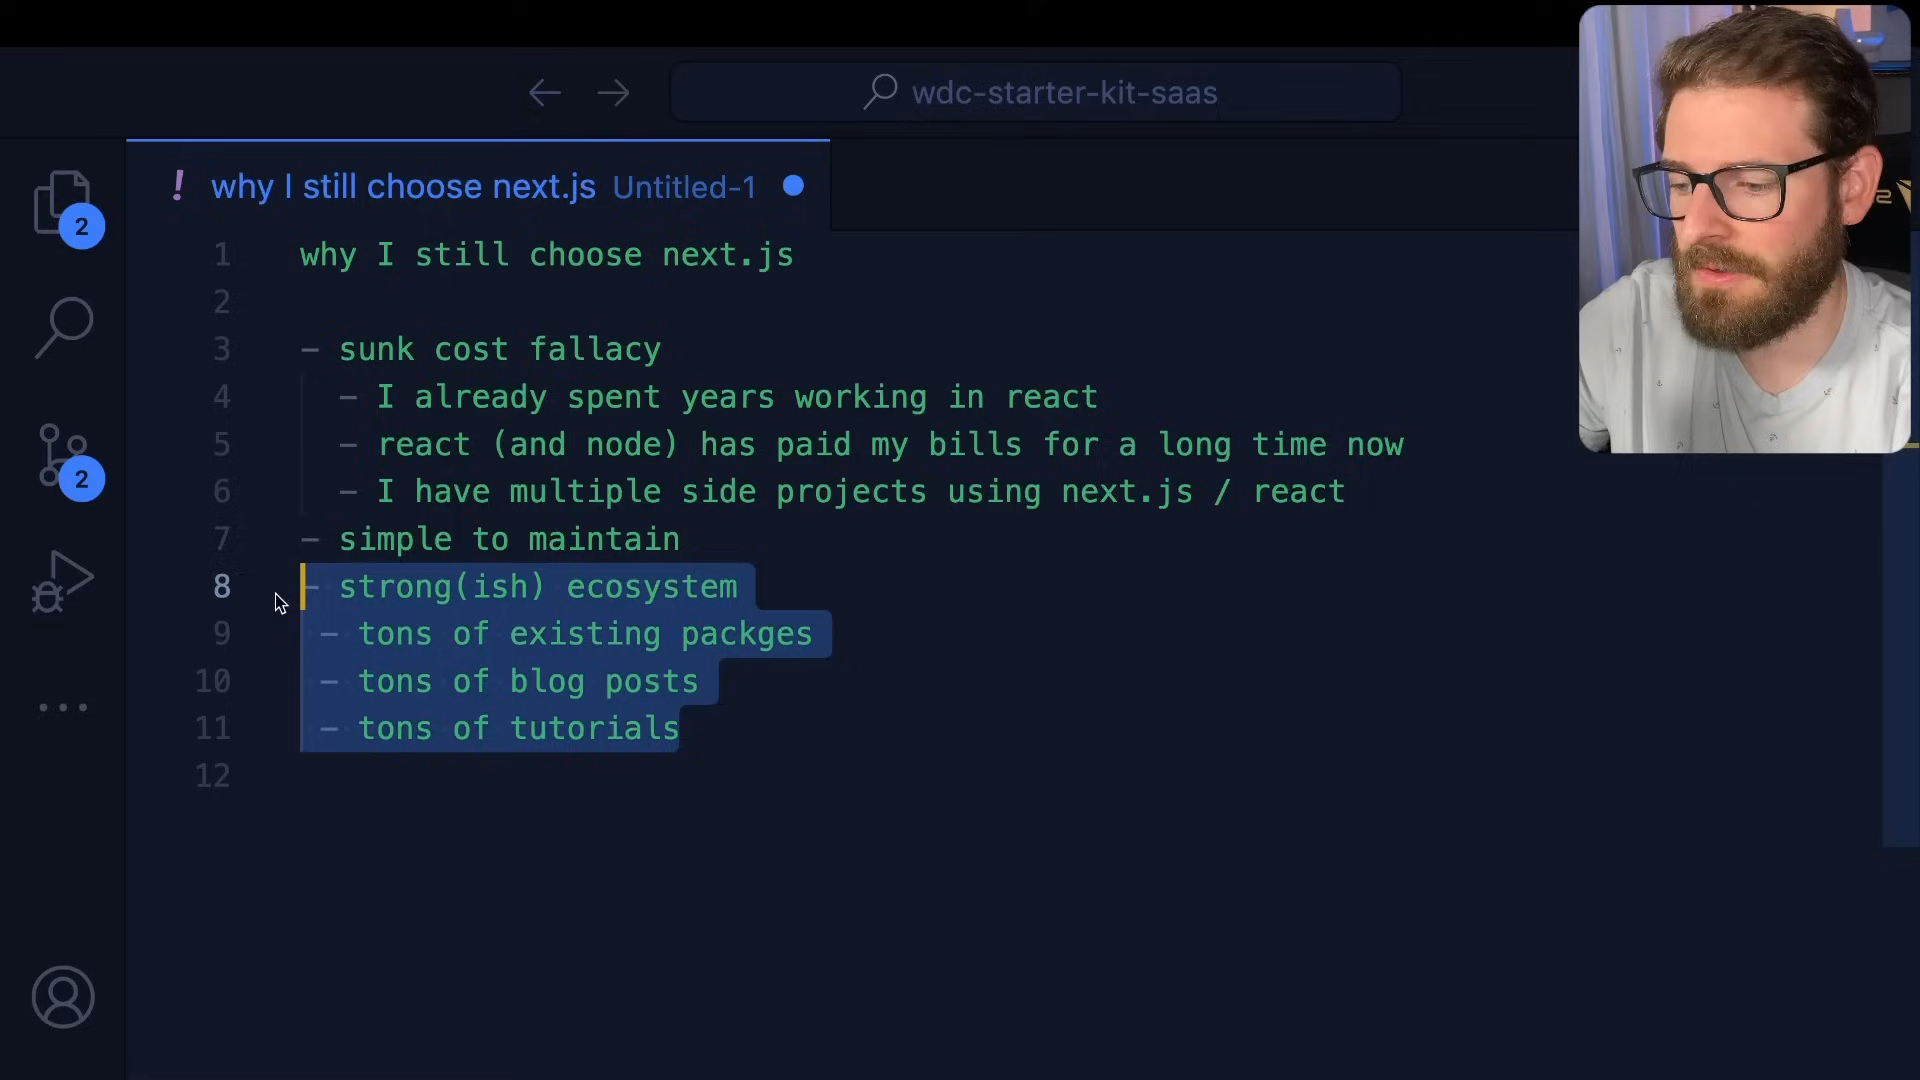 wdc-starter-kit-saas
! why I still choose next.js Untitled-1
2
2
1 why I still choose next.js
2
3 - sunk cost fallacy
4 - I already spent years working in react
5 - react (and node) has paid my bills for a long time now
6 - I have multiple side projects using next.js / react
7 - simple to maintain
8 - strong(ish) ecosystem
9 - tons of existing packges
10 - tons of blog posts
11 - tons of tutorials
12